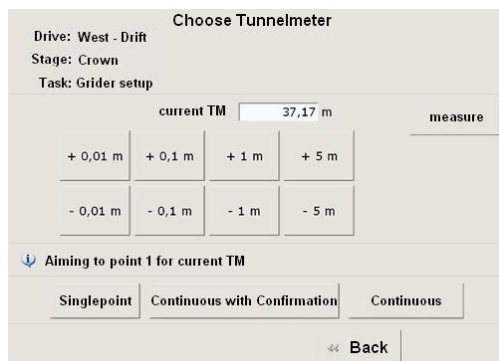 Choose Tunnelmeter
Drive: West - Drift
Stage: Crown
Task: Grider setup
current TM 37,17 m
measure
+ 0,01 m + 0,1 m + 1 m + 5 m
- 0,01 m - 0,1 m - 1 m - 5 m
Aiming to point 1 for current TM
Singlepoint Continuous with Confirmation Continuous
Back